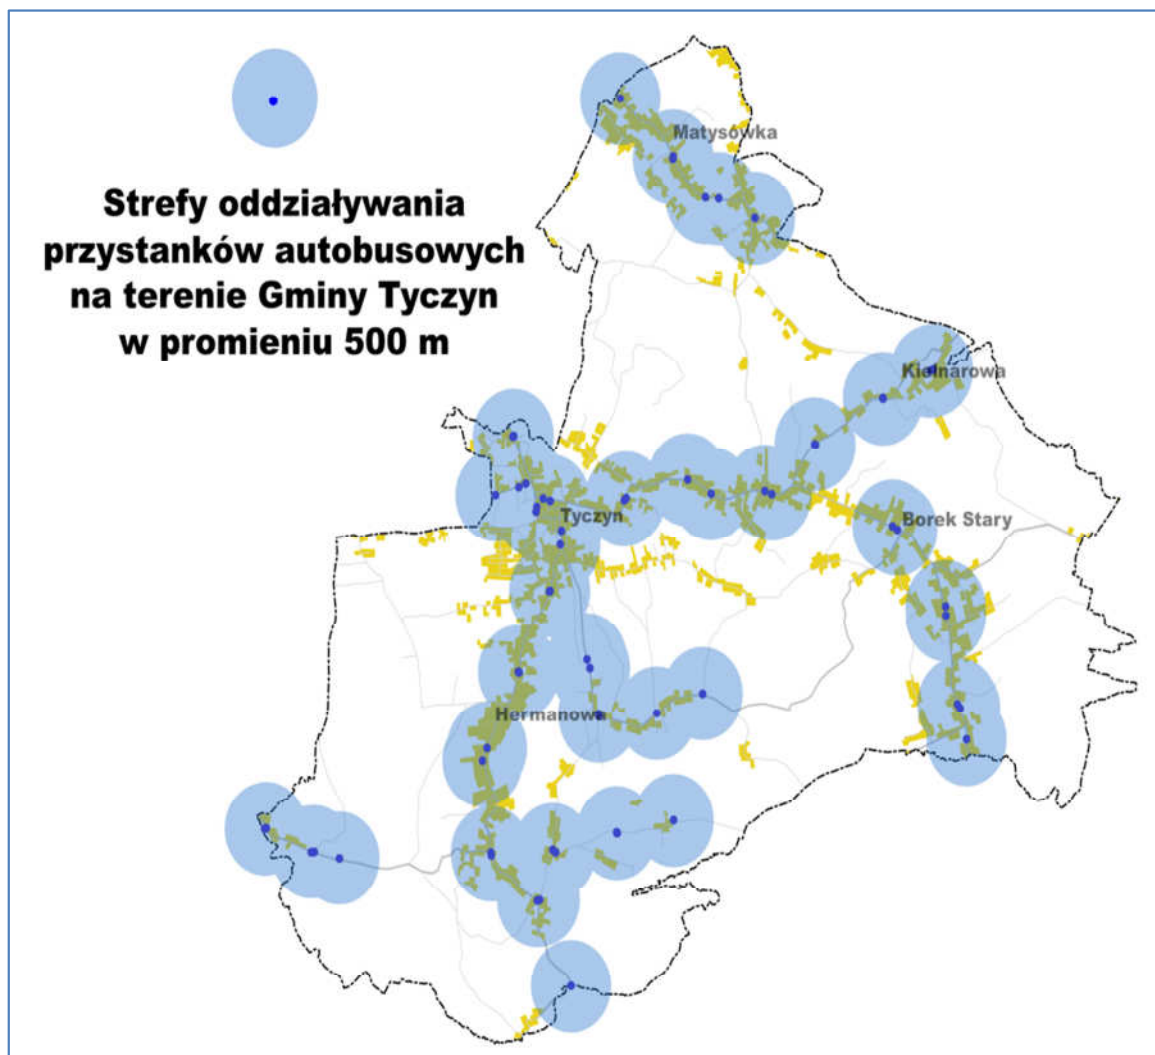 Strefy oddziaływania
przystanków autobusowych
na terenie Gminy Tyczyn
w promieniu 500 m
Matysówka
Kielnarowa
Tyczyn
Borek Stary
Hermanowa